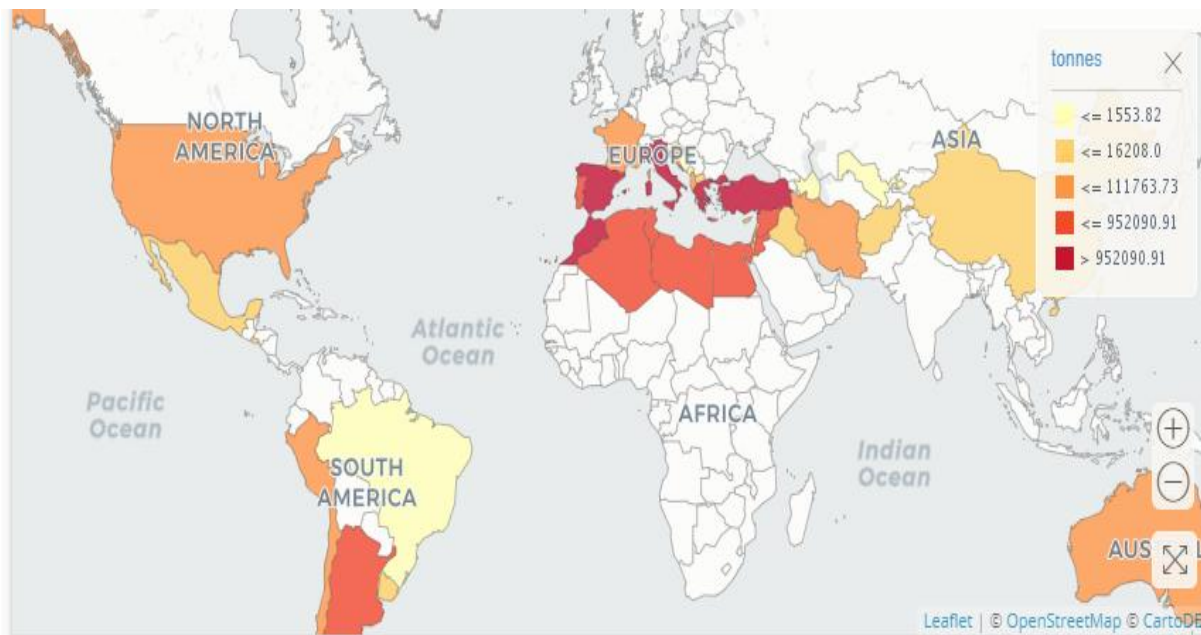 tonnes
<= 1553.82
<= 16208.0
<= 111763.73
<= 952090.91
> 952090.91
NORTH
AMERICA
EUROPE
ASIA
Atlantic
Ocean
Pacific
Ocean
AFRICA
SOUTH
AMERICA
Indian
Ocean
Leaflet | © OpenStreetMap © CartoDB